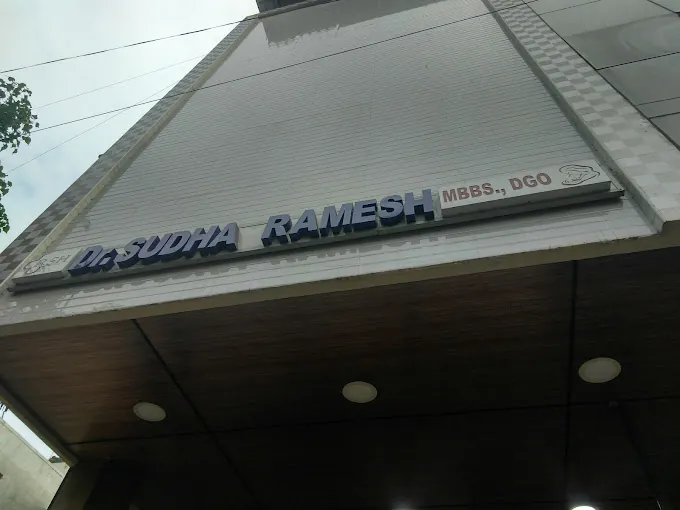 Dr. SUDHA RAMESH MBBS., DGO